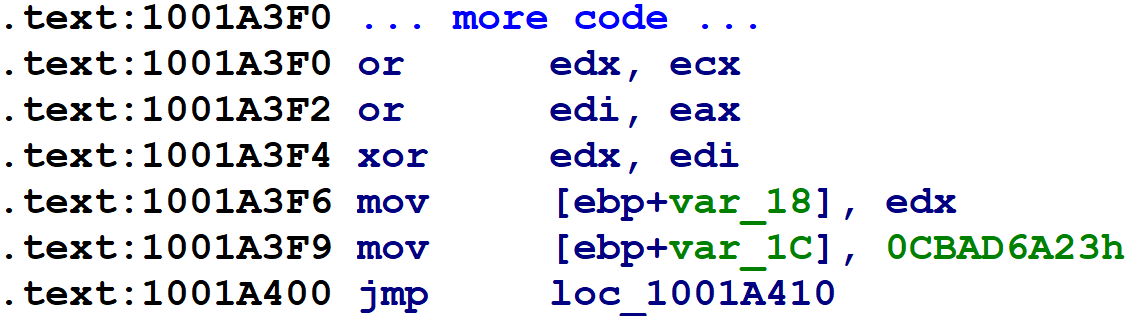 .text:1001A3F0 ... more code ...
.text:1001A3F0 or edx, ecx
.text:1001A3F2 or edi, eax
.text:1001A3F4 xor edx, edi
.text:1001A3F6 mov [ebp+var_18], edx
.text:1001A3F9 mov [ebp+var_1C], 0CBAD6A23h
.text:1001A400 jmp loc_1001A410